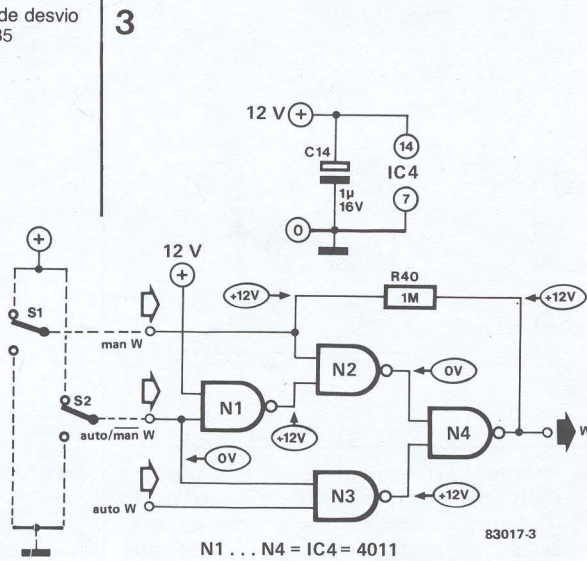 de desvio
35
3
12 V +
C14
14
IC4
1µ
16V
7
0
+
12 V
+
S1
+12V
R40
1M
+12V
man W
N2
0V
S2
N1
N4
W
auto/man W
+12V
0V
N3
+12V
auto W
83017-3
N1 . . . N4 = IC4 = 4011